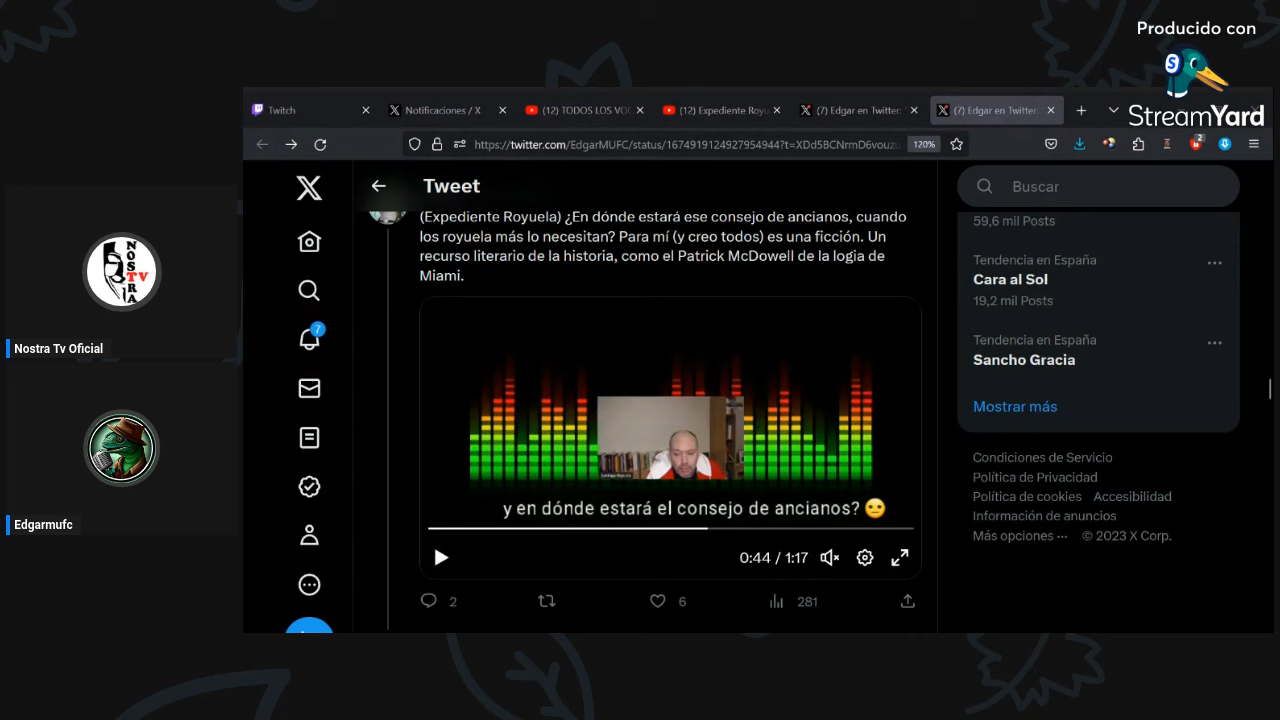 Producido con
StreamYard
Twitch
Notificaciones / X
(12) TODOS LOS VOC
(12) Expediente Royu
(7) Edgar en Twitter: "
(7) Edgar en Twitter:
https://twitter.com/EdgarMUFC/status/1674919124927954944?t=XDd5BCNrmD6vouz
120%
2
Tweet
Buscar
(Expediente Royuela) ¿En dónde estará ese consejo de ancianos, cuando
los royuela más lo necesitan? Para mí (y creo todos) es una ficción. Un
recurso literario de la historia, como el Patrick McDowell de la logia de
Miami.
y en dónde estará el consejo de ancianos? 😐
0:44 / 1:17
2
6
281
7
59,6 mil Posts
Tendencia en España
Cara al Sol
19,2 mil Posts
Tendencia en España
Sancho Gracia
Mostrar más
Condiciones de Servicio
Política de Privacidad
Política de cookies Accesibilidad
Información de anuncios
Más opciones ··· © 2023 X Corp.
NOSTRA
TV
Nostra Tv Oficial
Edgarmufc